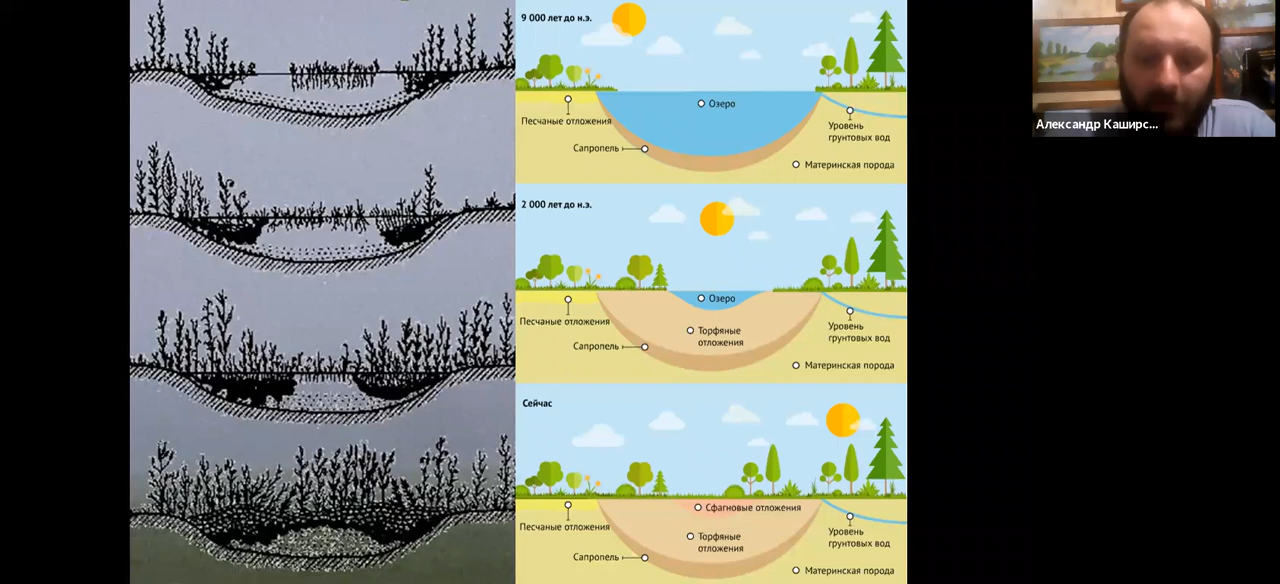 9 000 лет до н.э.
Озеро
Песчаные отложения
Сапропель
Уровень
грунтовых вод
Материнская порода
2 000 лет до н.э.
Озеро
Песчаные отложения
Торфяные
отложения
Сапропель
Уровень
грунтовых вод
Материнская порода
Сейчас
Сфагновые отложения
Песчаные отложения
Торфяные
отложения
Сапропель
Уровень
грунтовых вод
Материнская порода
Александр Каширс...